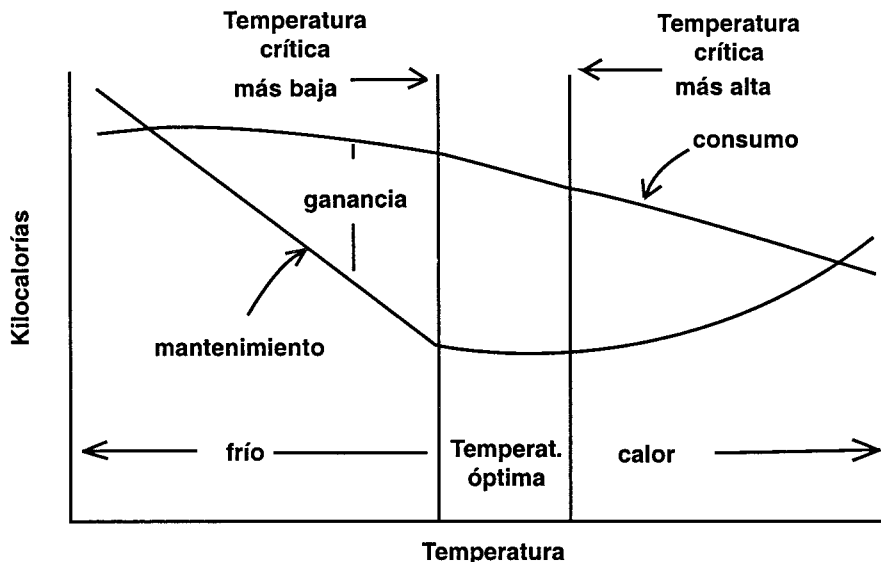 Temperatura
crítica
más baja
Temperatura
crítica
más alta
consumo
ganancia
mantenimiento
Kilocalorías
frío
Temperat.
óptima
calor
Temperatura